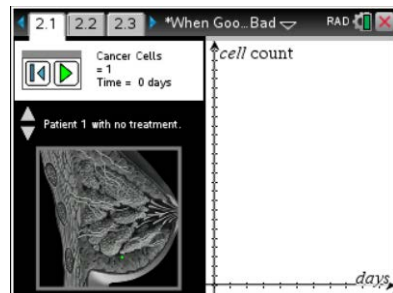 2.1 2.2 2.3 *When Goo...Bad RAD
Cancer Cells
= 1
Time = 0 days
Patient 1 with no treatment.
cell count
days